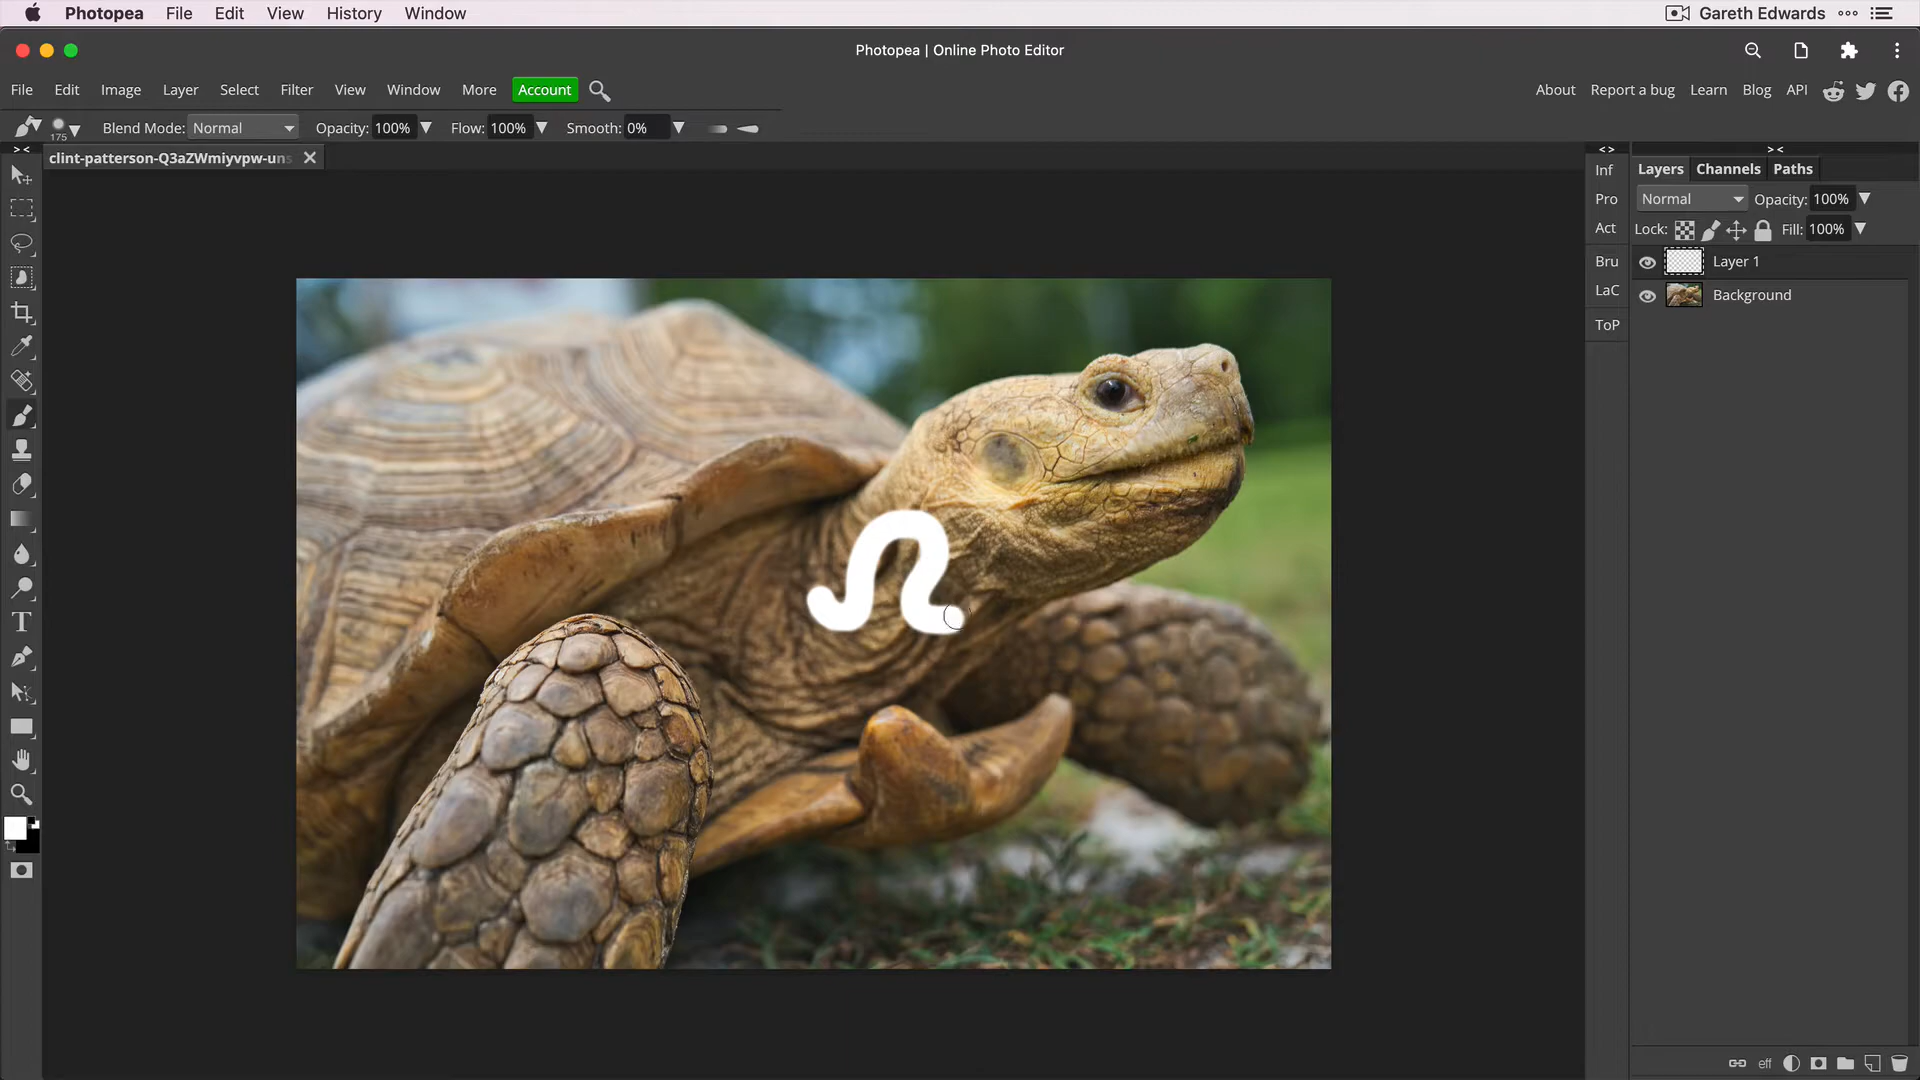 Photopea File Edit View History Window Gareth Edwards
Photopea | Online Photo Editor
File Edit Image Layer Select Filter View Window More Account About Report a bug Learn Blog API
175 Blend Mode: Normal Opacity: 100% Flow: 100% Smooth: 0%
> < clint-patterson-Q3aZWmiyvpw-uns < > > <
Inf Layers Channels Paths
Pro Normal Opacity: 100%
Act Lock: Fill: 100%
Bru Layer 1
LaC Background
ToP
T
eff